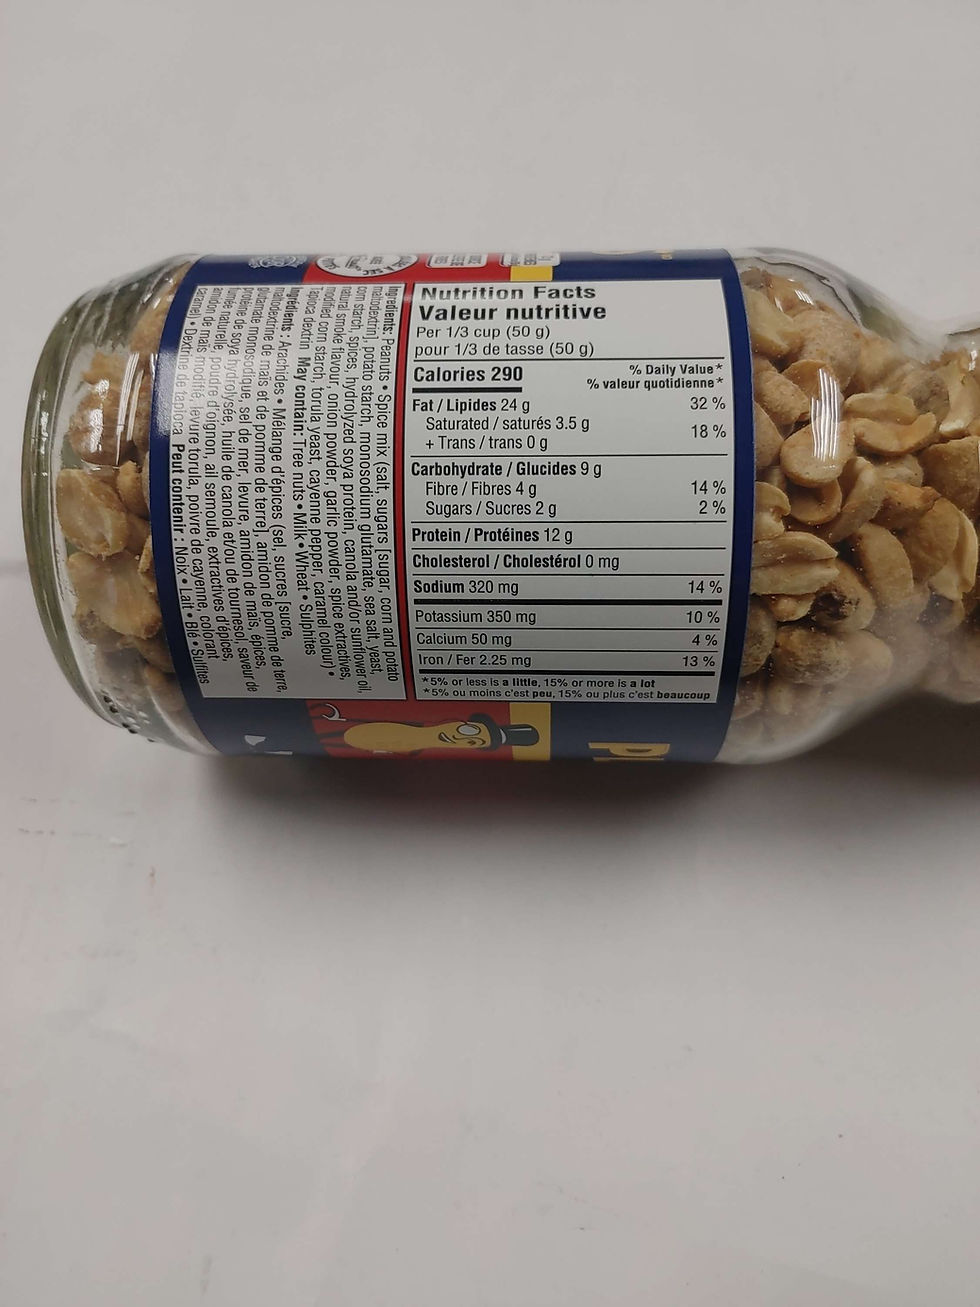 Nutrition Facts
Valeur nutritive
Per 1/3 cup (50 g)
pour 1/3 de tasse (50 g)
Calories 290
% Daily Value*
% valeur quotidienne*
Fat / Lipides 24 g 32 %
Saturated / saturés 3.5 g
+ Trans / trans 0 g 18 %
Carbohydrate / Glucides 9 g
Fibre / Fibres 4 g 14 %
Sugars / Sucres 2 g 2 %
Protein / Protéines 12 g
Cholesterol / Cholestérol 0 mg
Sodium 320 mg 14 %
Potassium 350 mg 10 %
Calcium 50 mg 4 %
Iron / Fer 2.25 mg 13 %
*5% or less is a little, 15% or more is a lot
*5% ou moins c'est peu, 15% ou plus c'est beaucoup
Ingredients: Peanuts • Spice mix (salt, sugars [sugar, corn and potato
maltodextrin], potato starch, monosodium glutamate, sea salt, yeast,
corn starch, spices, hydrolyzed soya protein, canola and/or sunflower oil,
natural smoke flavour, onion powder, garlic powder, spice extractives,
modified corn starch, torula yeast, cayenne pepper, caramel colour) •
Tapioca dextrin May contain: Tree nuts • Milk • Wheat • Sulphites
Ingrédients : Arachides • Mélange d'épices (sel, sucres [sucre,
maltodextrine de maïs et de pomme de terre], amidon de pomme de terre,
glutamate monosodique, sel de mer, levure, amidon de maïs, épices,
protéine de soya hydrolysée, huile de canola et/ou de tournesol, saveur de
fumée naturelle, poudre d'oignon, ail semoule, extractives d'épices,
amidon de maïs modifié, levure torula, poivre de cayenne, colorant
caramel) • Dextrine de tapioca Peut contenir : Noix • Lait • Blé • Sulfites